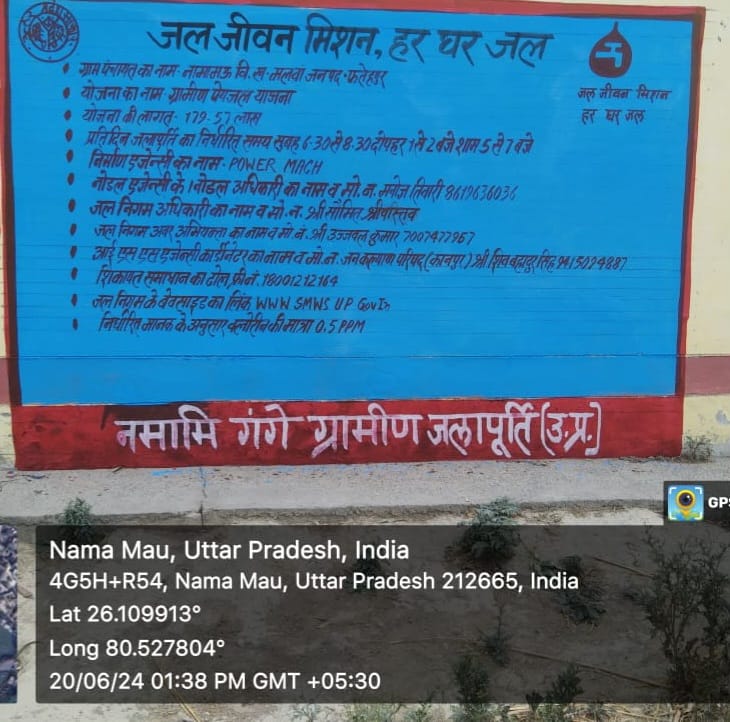 जल जीवन मिशन, हर घर जल
जल जीवन मिशन
हर घर जल
• ग्राम पंचायत का नाम- नामामऊ वि. ख. मलवां जनपद- फतेहपुर
• योजना का नाम ग्रामीण पेयजल योजना
• योजना की लागत- 179.57 लाख
• प्रतिदिन जलापूर्ति का निर्धारित समय सुबह 6-30 से 8.30 दोपहर 1 से 2 बजे शाम 5 से 7 बजे
• निर्माण एजेन्सी का नाम- POWER MACH
• नोडल एजेन्सी के नोडल अधिकारी का नाम व मो. न. मनोज तिवारी 8619636036
• जल निगम अधिकारी का नाम व मो. न. श्री सौमित्र श्रीवास्तव
• जल निगम अवर अभियन्ता का नाम व मो. नं. श्री उज्जवल कुमार 7007477967
• आई एस एस एजेन्सी कार्डीनेटर का नाम व मो. न. जन कल्याण परिषद (कानपुर) श्री शिव बहादुर सिंह 9415029887
• शिकायत समाधान का टोल फ्री नं. 18001212164
• जल निगम के वेबसाइड का लिंक WWW SMWS UP GovIn
• निर्धारित मानक के अनुसार क्लोरीन की मात्रा 0.5 PPM
नमामि गंगे ग्रामीण जलापूर्ति (उ.प्र.)
GPS
Nama Mau, Uttar Pradesh, India
4G5H+R54, Nama Mau, Uttar Pradesh 212665, India
Lat 26.109913°
Long 80.527804°
20/06/24 01:38 PM GMT +05:30